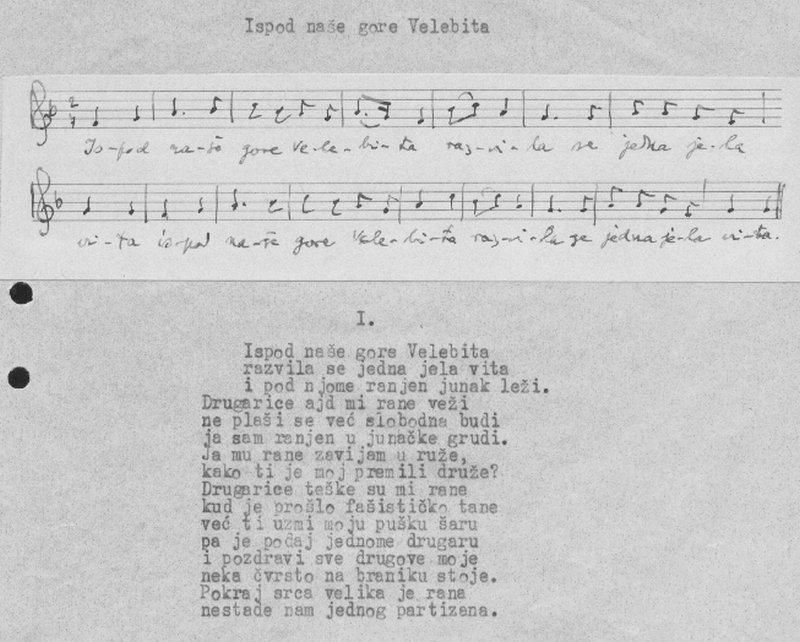 Ispod naše gore Velebita
Is-pod na-še gore Ve-le-bi-ta raz-vi-la se jedna je-la
vi-ta is-pod na-še gore Vele-bi-ta raz-vi-la se jedna je-la vi-ta.
I.
Ispod naše gore Velebita
razvila se jedna jela vita
i pod njome ranjen junak leži.
Drugarice ajd mi rane veži
ne plaši se već slobodna budi
ja sam ranjen u junačke grudi.
Ja mu rane zavijam u ruže,
kako ti je moj premili druže?
Drugarice teške su mi rane
kud je prošlo fašističko tane
već ti uzmi moju pušku šaru
pa je podaj jednome drugaru
i pozdravi sve drugove moje
neka čvrsto na braniku stoje.
Pokraj srca velika je rana
nestade nam jednog partizana.